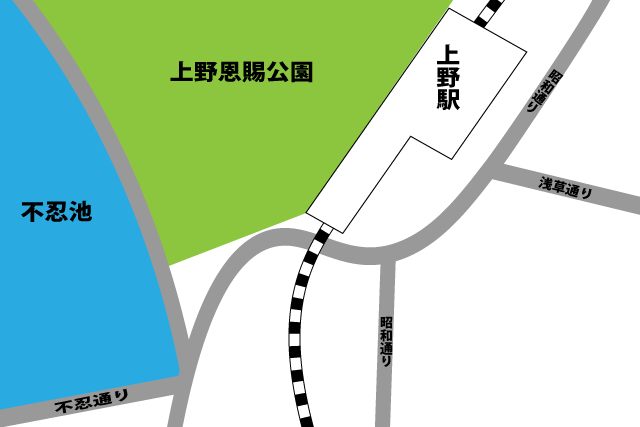 上野恩賜公園
上野駅
昭和通り
浅草通り
不忍池
昭和通り
不忍通り